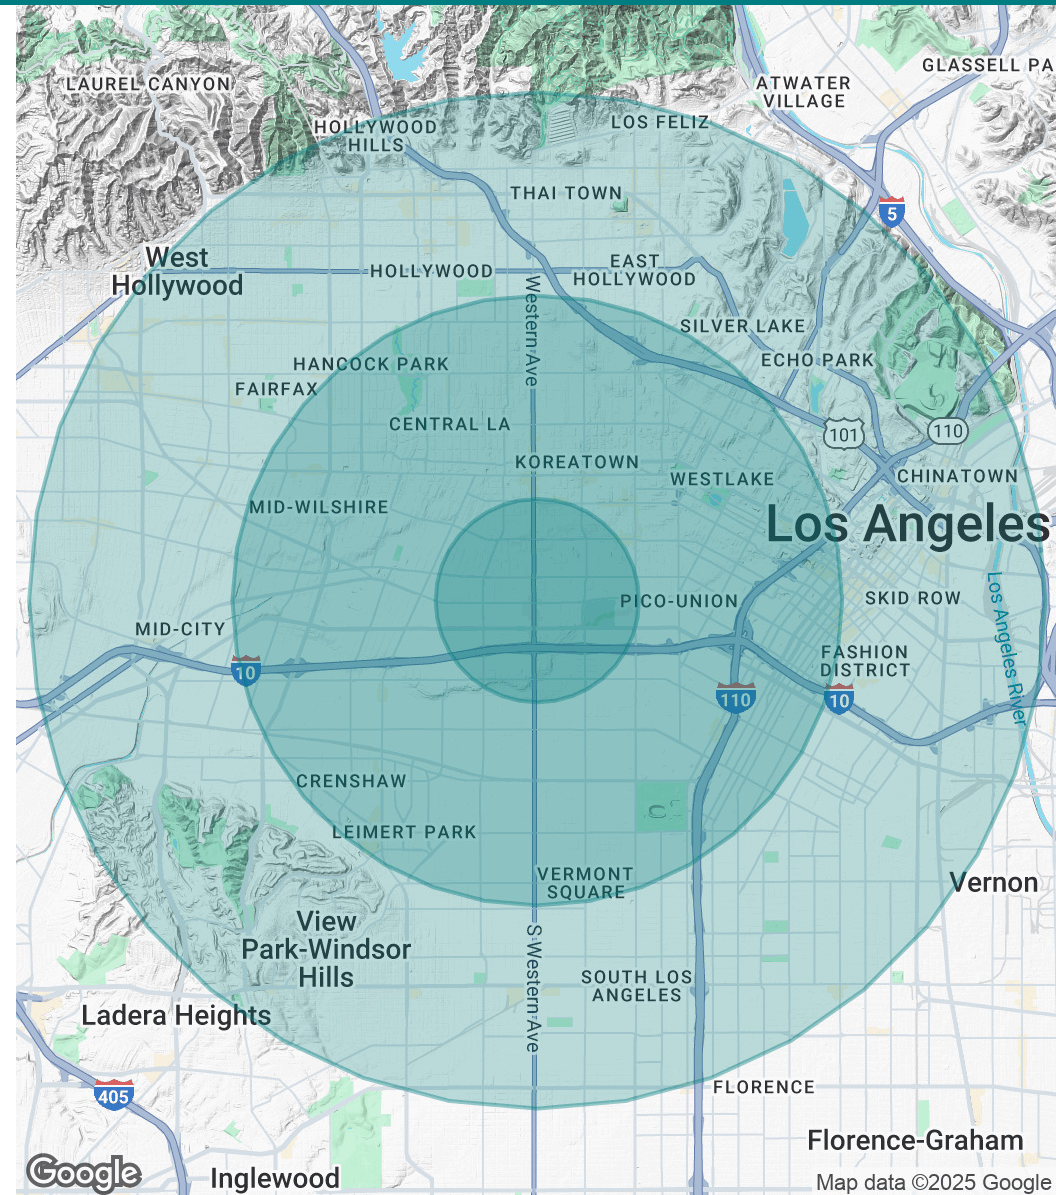 LAUREL CANYON
GLASSELL PA
ATWATER
VILLAGE
HOLLYWOOD
HILLS
LOS FELIZ
THAI TOWN
5
West
Hollywood
HOLLYWOOD
EAST
HOLLYWOOD
Western Ave
SILVER LAKE
HANCOCK PARK
ECHO PARK
FAIRFAX
CENTRAL LA
101
110
KOREATOWN
WESTLAKE
CHINATOWN
MID-WILSHIRE
Los Angeles
PICO-UNION
SKID ROW
MID-CITY
Los Angeles River
FASHION
DISTRICT
10
110
10
CRENSHAW
LEIMERT PARK
VERMONT
SQUARE
Vernon
View
Park-Windsor
Hills
S Western Ave
SOUTH LOS
ANGELES
Ladera Heights
405
FLORENCE
Florence-Graham
Google
Inglewood
Map data ©2025 Google